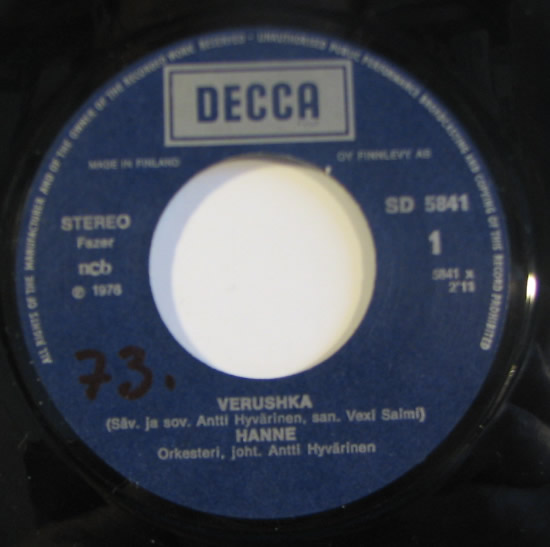 ALL RIGHTS OF THE MANUFACTURER AND OF THE OWNER OF THE RECORDED WORK RESERVED - UNAUTHORISED PUBLIC PERFORMANCE BROADCASTING AND COPYING OF THIS RECORD PROHIBITED
DECCA
MADE IN FINLAND
OY FINNLEVY AB
STEREO
Fazer
ncb
℗ 1978
SD 5841
1
5841 x
2'11
73.
VERUSHKA
(Säv. ja sov. Antti Hyvärinen, san. Vexi Salmi)
HANNE
Orkesteri, joht. Antti Hyvärinen